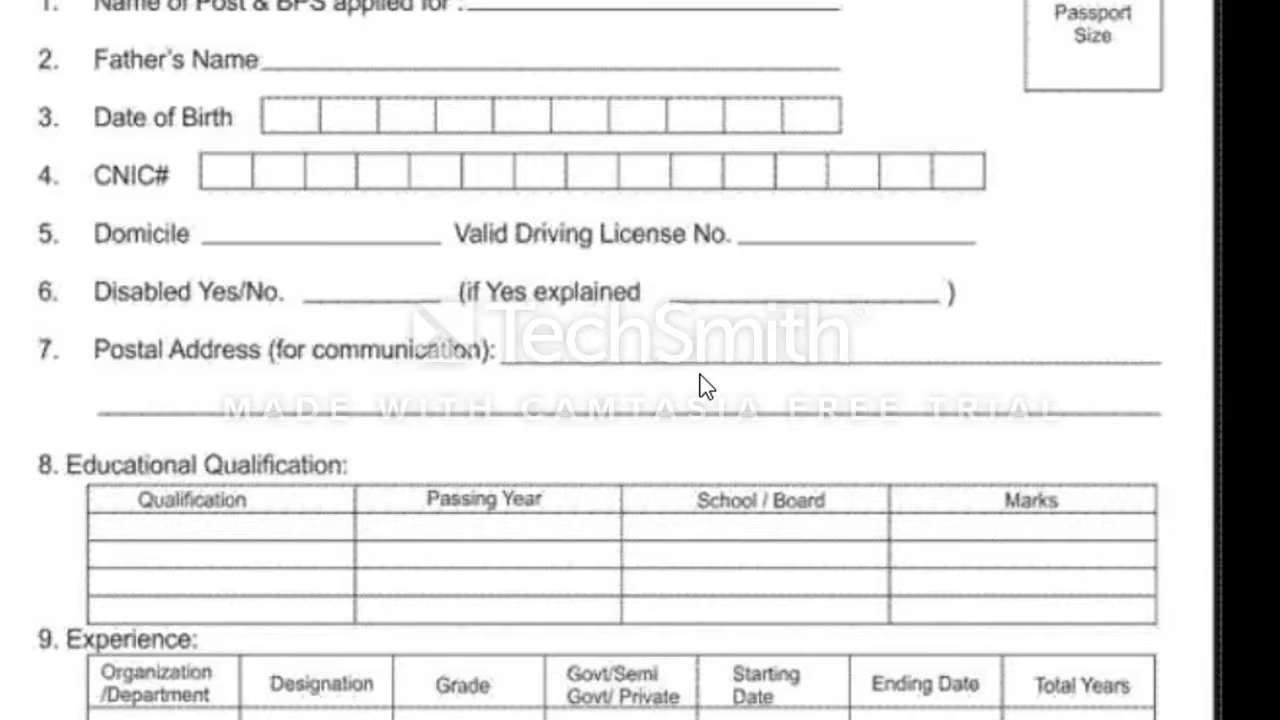 1. Name of Post & BPS applied for :
Passport
Size
2. Father's Name
3. Date of Birth
4. CNIC#
5. Domicile Valid Driving License No.
6. Disabled Yes/No. (if Yes explained )
7. Postal Address (for communication):
TechSmith
MADE WITH CAMTASIA FREE TRIAL
8. Educational Qualification:
Qualification Passing Year School / Board Marks
9. Experience:
Organization /Department Designation Grade Govt/Semi Govt/ Private Starting Date Ending Date Total Years